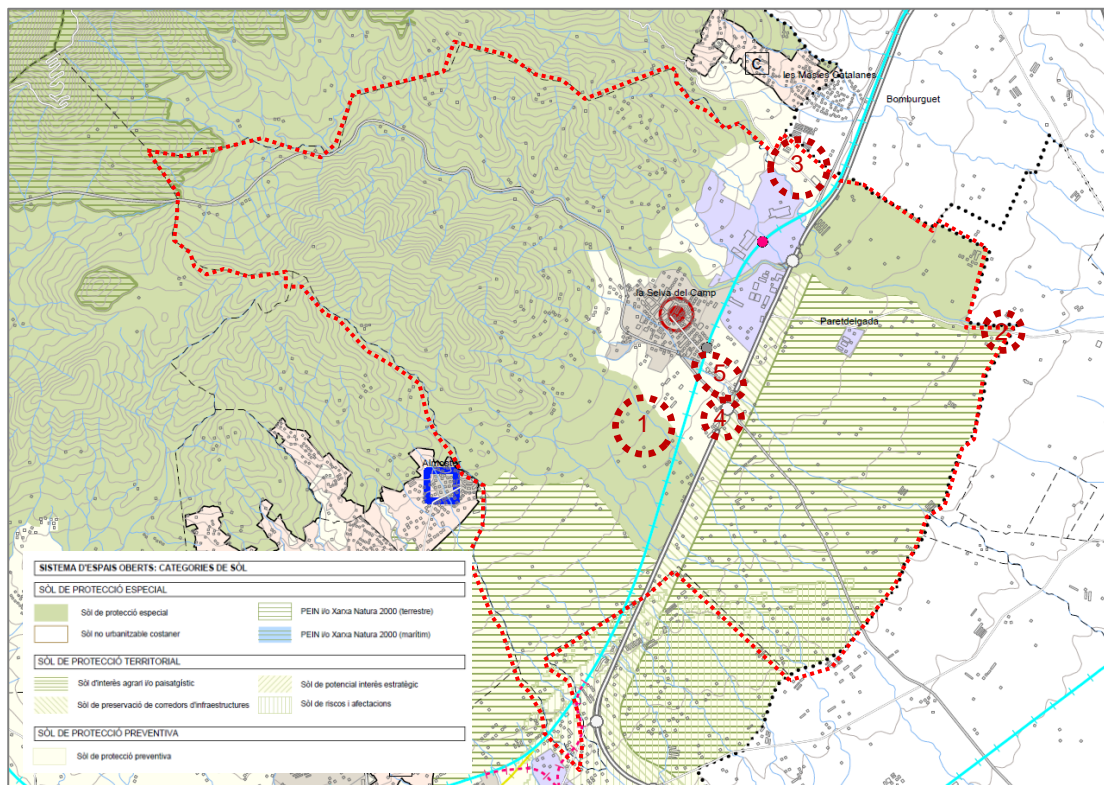 C
les Mosles Catalanes
Bomburguet
3
la Selva del Camp
Paretdelgada
2
5
4
1
Almoster
SISTEMA D'ESPAIS OBERTS: CATEGORIES DE SÒL
SÒL DE PROTECCIÓ ESPECIAL
Sòl de protecció especial
PEIN i/o Xarxa Natura 2000 (terrestre)
Sòl no urbanitzable costaner
PEIN i/o Xarxa Natura 2000 (marítim)
SÒL DE PROTECCIÓ TERRITORIAL
Sòl d'interès agrari i/o paisatgístic
Sòl de potencial interès estratègic
Sòl de preservació de corredors d'infraestructures
Sòl de riscos i afectacions
SÒL DE PROTECCIÓ PREVENTIVA
Sòl de protecció preventiva